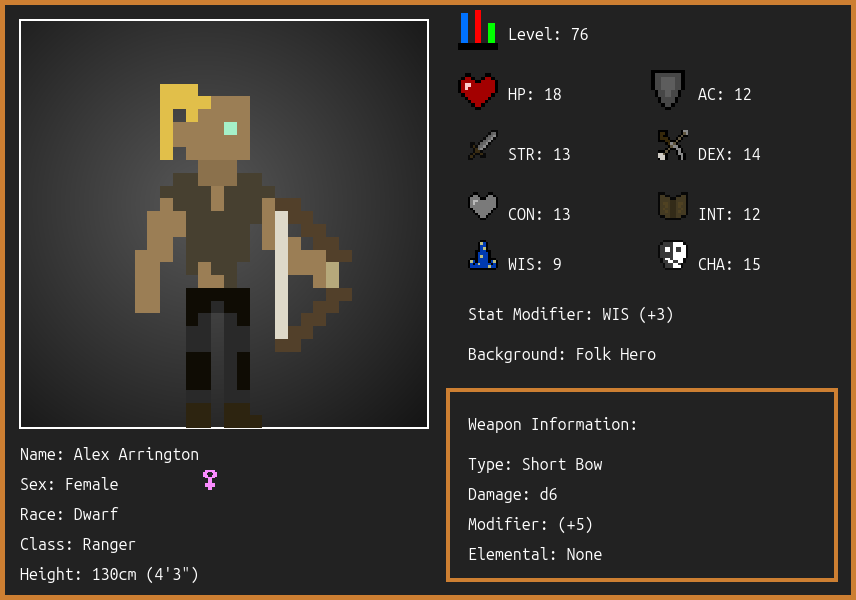 Level: 76
HP: 18
AC: 12
STR: 13
DEX: 14
CON: 13
INT: 12
WIS: 9
CHA: 15
Stat Modifier: WIS (+3)
Background: Folk Hero
Weapon Information:
Type: Short Bow
Damage: d6
Modifier: (+5)
Elemental: None
Name: Alex Arrington
Sex: Female
Race: Dwarf
Class: Ranger
Height: 130cm (4'3")